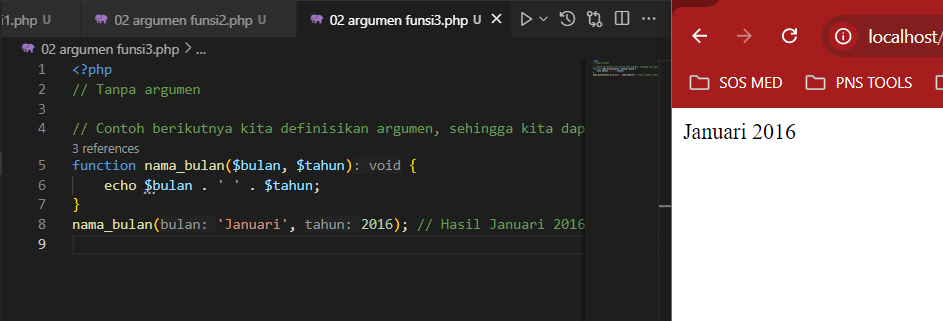 i1.php U
02 argumen funsi2.php U
02 argumen funsi3.php U
02 argumen funsi3.php > ...
1 <?php
2 // Tanpa argumen
3
4 // Contoh berikutnya kita definisikan argumen, sehingga kita dap
3 references
5 function nama_bulan($bulan, $tahun): void {
6 echo $bulan . ' ' . $tahun;
7 }
8 nama_bulan(bulan: 'Januari', tahun: 2016); // Hasil Januari 2016
9
localhost/
SOS MED
PNS TOOLS
Januari 2016